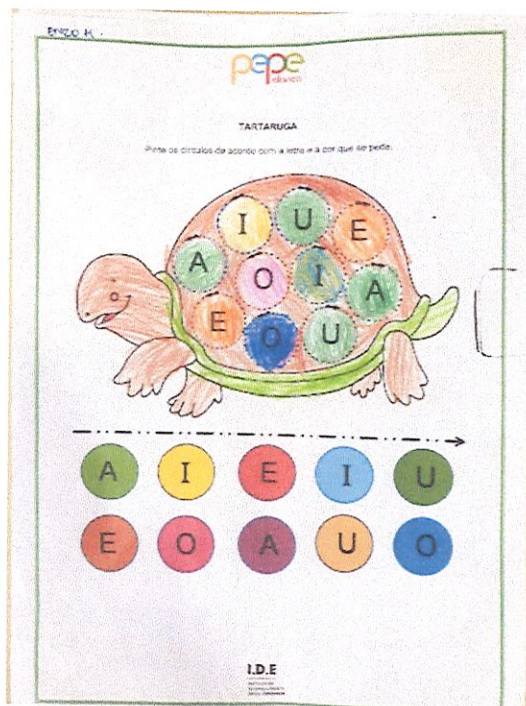 ENZO H.
pepe
TARTARUGA
Pinte os círculos de acordo com a letra e a cor que se pede.
I U E
A O I A
E O U
A I E I U
E O A U O
I.D.E